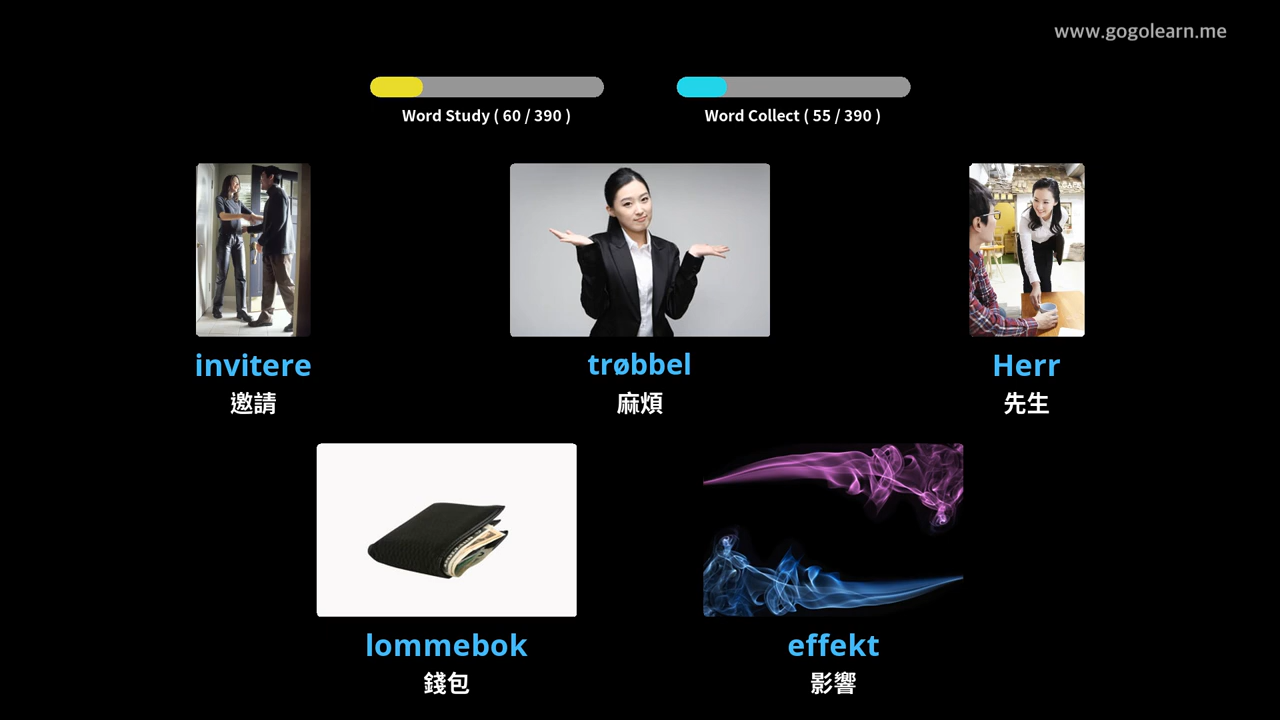 www.gogolearn.me
Word Study ( 60 / 390 )
Word Collect ( 55 / 390 )
invitere
邀請
trøbbel
麻煩
Herr
先生
lommebok
錢包
effekt
影響